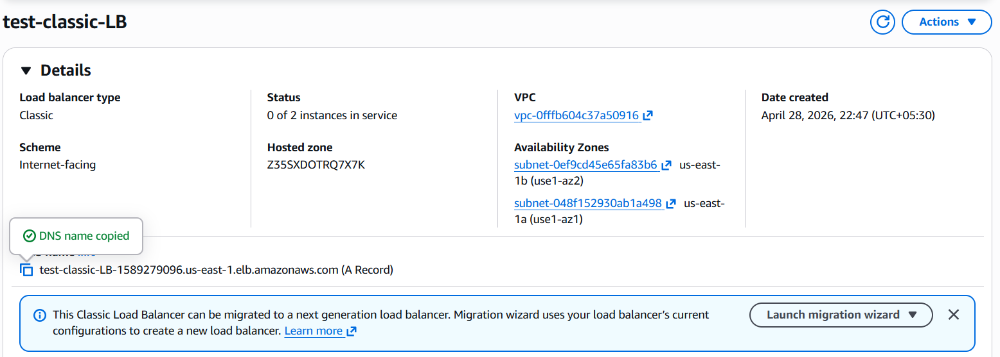 test-classic-LB
Actions
Details
Load balancer type
Classic
Status
0 of 2 instances in service
VPC
vpc-0fffb604c37a50916
Date created
April 28, 2026, 22:47 (UTC+05:30)
Scheme
Internet-facing
Hosted zone
Z35SXDOTRQ7X7K
Availability Zones
subnet-0ef9cd45e65fa83b6 us-east-
1b (use1-az2)
subnet-048f152930ab1a498 us-east-
1a (use1-az1)
DNS name copied
test-classic-LB-1589279096.us-east-1.elb.amazonaws.com (A Record)
This Classic Load Balancer can be migrated to a next generation load balancer. Migration wizard uses your load balancer's current
configurations to create a new load balancer. Learn more
Launch migration wizard